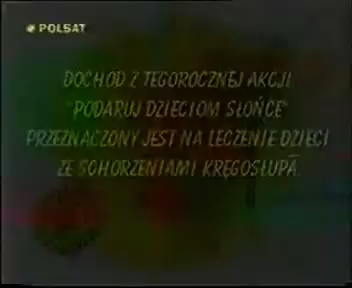 POLSAT
DOCHÓD Z TEGOROCZNEJ AKCJI
"PODARUJ DZIECIOM SŁOŃCE"
PRZEZNACZONY JEST NA LECZENIE DZIECI
ZE SCHORZENIAMI KRĘGOSŁUPA.